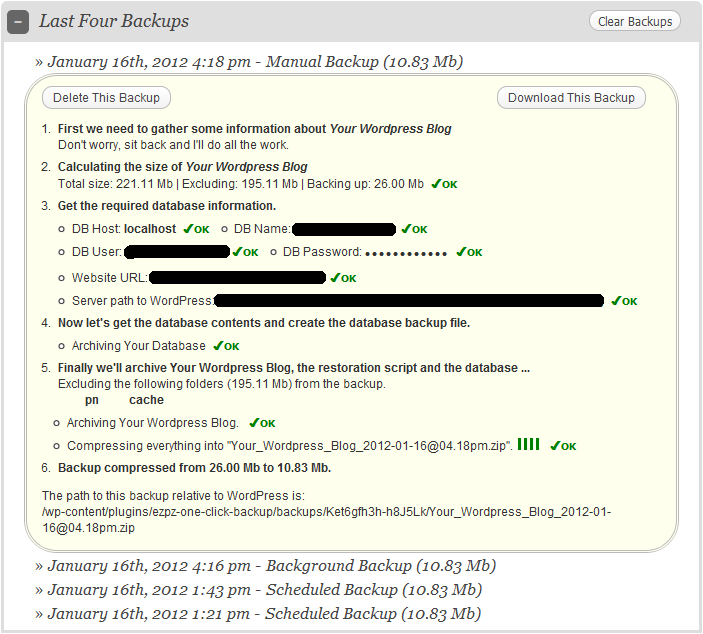 Last Four Backups
Clear Backups
» January 16th, 2012 4:18 pm - Manual Backup (10.83 Mb)
Delete This Backup
Download This Backup
1. First we need to gather some information about Your Wordpress Blog
Don't worry, sit back and I'll do all the work.
2. Calculating the size of Your Wordpress Blog
Total size: 221.11 Mb | Excluding: 195.11 Mb | Backing up: 26.00 Mb ✔OK
3. Get the required database information.
DB Host: localhost ✔OK DB Name: ✔OK
DB User: ✔OK DB Password: •••••••••••• ✔OK
Website URL: ✔OK
Server path to WordPress: ✔OK
4. Now let's get the database contents and create the database backup file.
Archiving Your Database ✔OK
5. Finally we'll archive Your Wordpress Blog, the restoration script and the database ...
Excluding the following folders (195.11 Mb) from the backup.
pn cache
Archiving Your Wordpress Blog. ✔OK
Compressing everything into "Your_Wordpress_Blog_2012-01-16@04.18pm.zip". ✔OK
6. Backup compressed from 26.00 Mb to 10.83 Mb.
The path to this backup relative to WordPress is:
/wp-content/plugins/ezpz-one-click-backup/backups/Ket6gfh3h-h8J5Lk/Your_Wordpress_Blog_2012-01-
16@04.18pm.zip
» January 16th, 2012 4:16 pm - Background Backup (10.83 Mb)
» January 16th, 2012 1:43 pm - Scheduled Backup (10.83 Mb)
» January 16th, 2012 1:21 pm - Scheduled Backup (10.83 Mb)